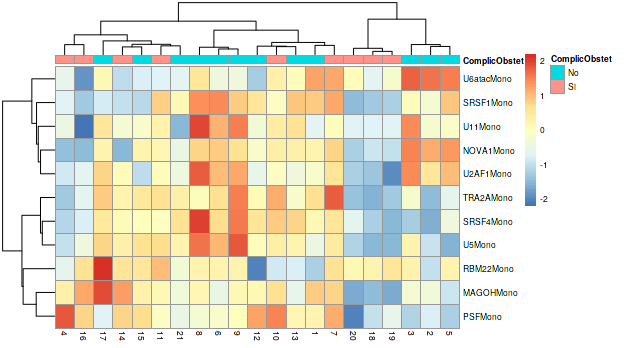 ComplicObstet
ComplicObstet
No
Si
2
1
0
-1
-2
U6atacMono
SRSF1Mono
U11Mono
NOVA1Mono
U2AF1Mono
TRA2AMono
SRSF4Mono
U5Mono
RBM22Mono
MAGOHMono
PSFMono
4 16 17 14 15 11 21 8 6 9 12 10 13 1 7 20 18 19 3 2 5